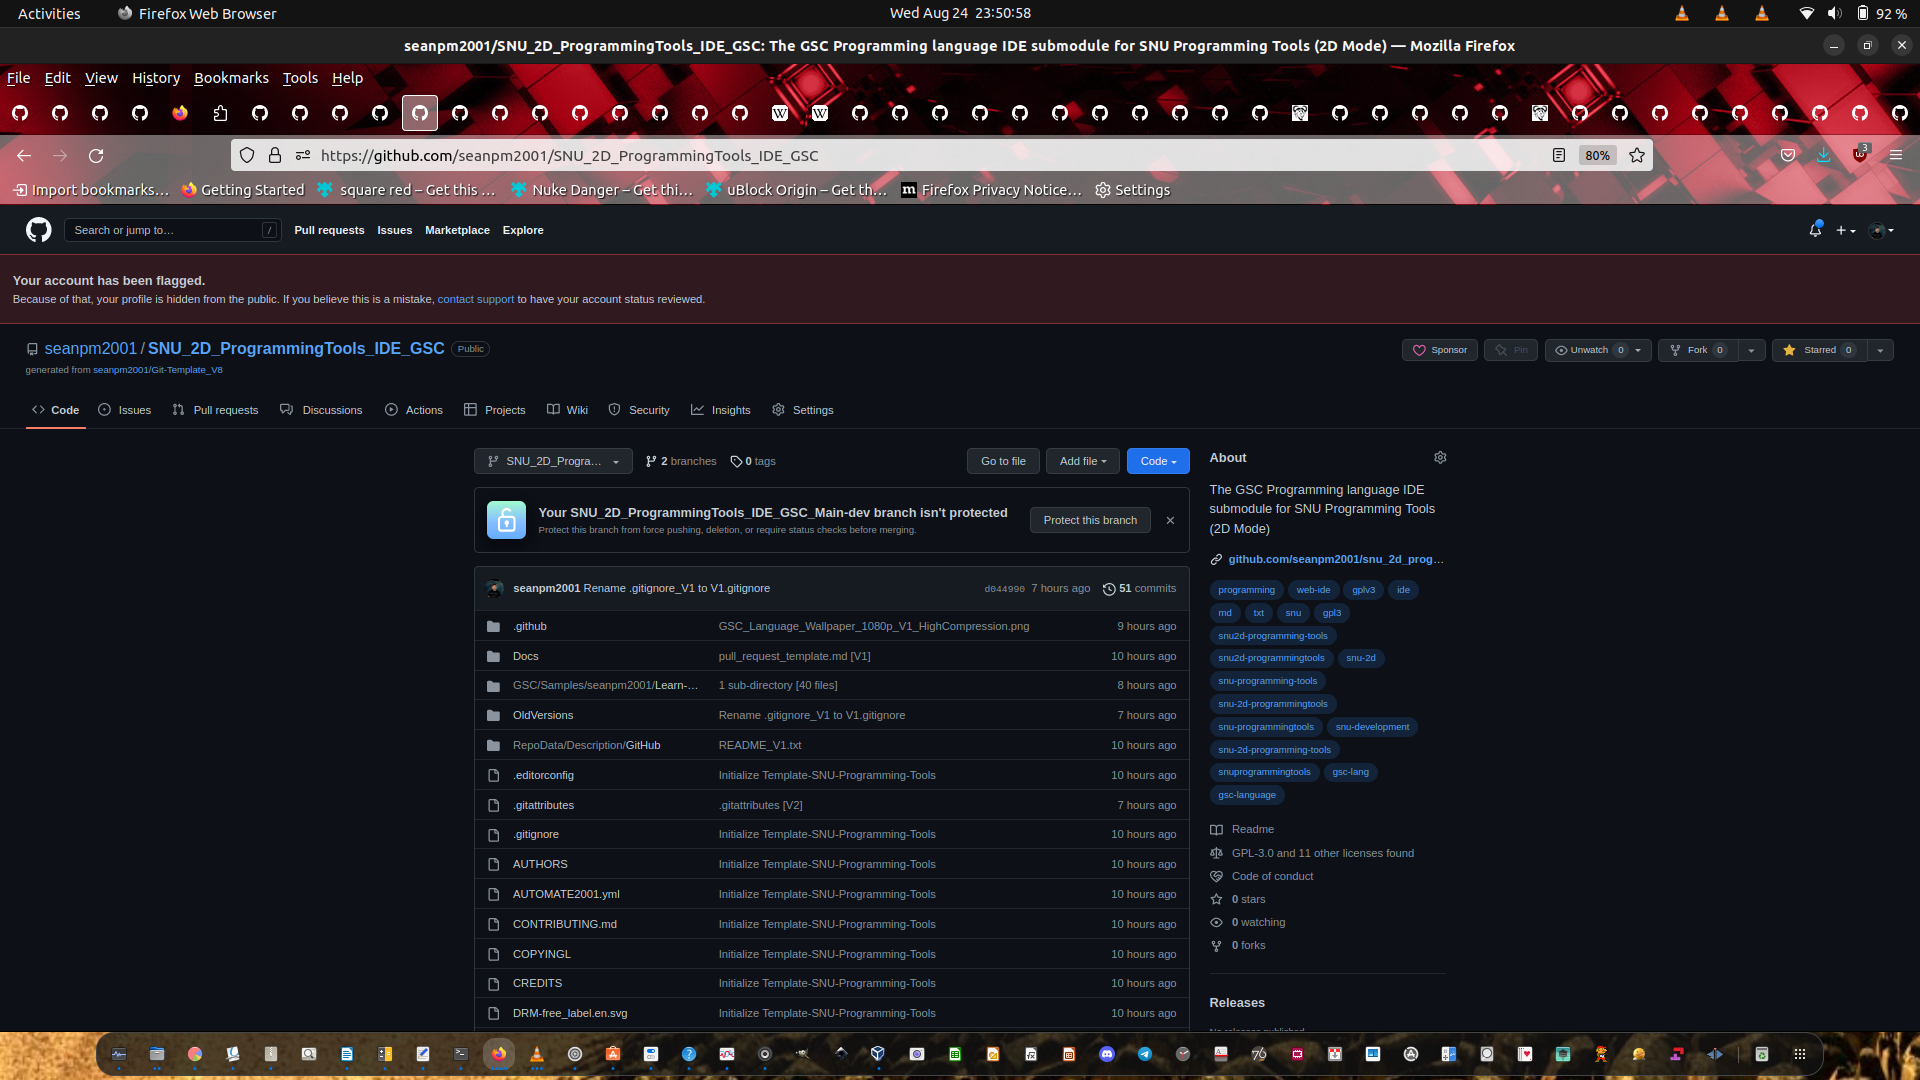 Activities
Firefox Web Browser
Wed Aug 24 23:50:58
92 %
seanpm2001/SNU_2D_ProgrammingTools_IDE_GSC: The GSC Programming language IDE submodule for SNU Programming Tools (2D Mode) — Mozilla Firefox
File Edit View History Bookmarks Tools Help
https://github.com/seanpm2001/SNU_2D_ProgrammingTools_IDE_GSC
80%
3
Import bookmarks…
Getting Started
square red – Get this …
Nuke Danger – Get thi…
uBlock Origin – Get th…
Firefox Privacy Notice…
Settings
Search or jump to…
/
Pull requests Issues Marketplace Explore
Your account has been flagged.
Because of that, your profile is hidden from the public. If you believe this is a mistake, contact support to have your account status reviewed.
seanpm2001 / SNU_2D_ProgrammingTools_IDE_GSC Public
generated from seanpm2001/Git-Template_V8
Sponsor
Pin
Unwatch 0
Fork 0
Starred 0
Code
Issues
Pull requests
Discussions
Actions
Projects
Wiki
Security
Insights
Settings
SNU_2D_Progra…
2 branches
0 tags
Go to file
Add file
Code
Your SNU_2D_ProgrammingTools_IDE_GSC_Main-dev branch isn't protected
Protect this branch from force pushing, deletion, or require status checks before merging.
Protect this branch
seanpm2001 Rename .gitignore_V1 to V1.gitignore
d044990 7 hours ago
51 commits
.github GSC_Language_Wallpaper_1080p_V1_HighCompression.png 9 hours ago
Docs pull_request_template.md [V1] 10 hours ago
GSC/Samples/seanpm2001/Learn-… 1 sub-directory [40 files] 8 hours ago
OldVersions Rename .gitignore_V1 to V1.gitignore 7 hours ago
RepoData/Description/GitHub README_V1.txt 10 hours ago
.editorconfig Initialize Template-SNU-Programming-Tools 10 hours ago
.gitattributes .gitattributes [V2] 7 hours ago
.gitignore Initialize Template-SNU-Programming-Tools 10 hours ago
AUTHORS Initialize Template-SNU-Programming-Tools 10 hours ago
AUTOMATE2001.yml Initialize Template-SNU-Programming-Tools 10 hours ago
CONTRIBUTING.md Initialize Template-SNU-Programming-Tools 10 hours ago
COPYINGL Initialize Template-SNU-Programming-Tools 10 hours ago
CREDITS Initialize Template-SNU-Programming-Tools 10 hours ago
DRM-free_label.en.svg Initialize Template-SNU-Programming-Tools 10 hours ago
About
The GSC Programming language IDE
submodule for SNU Programming Tools
(2D Mode)
github.com/seanpm2001/snu_2d_prog…
programming web-ide gplv3 ide
md txt snu gpl3
snu2d-programming-tools
snu2d-programmingtools snu-2d
snu-programming-tools
snu-2d-programmingtools
snu-programmingtools snu-development
snu-2d-programming-tools
snuprogrammingtools gsc-lang
gsc-language
Readme
GPL-3.0 and 11 other licenses found
Code of conduct
0 stars
0 watching
0 forks
Releases
No releases published